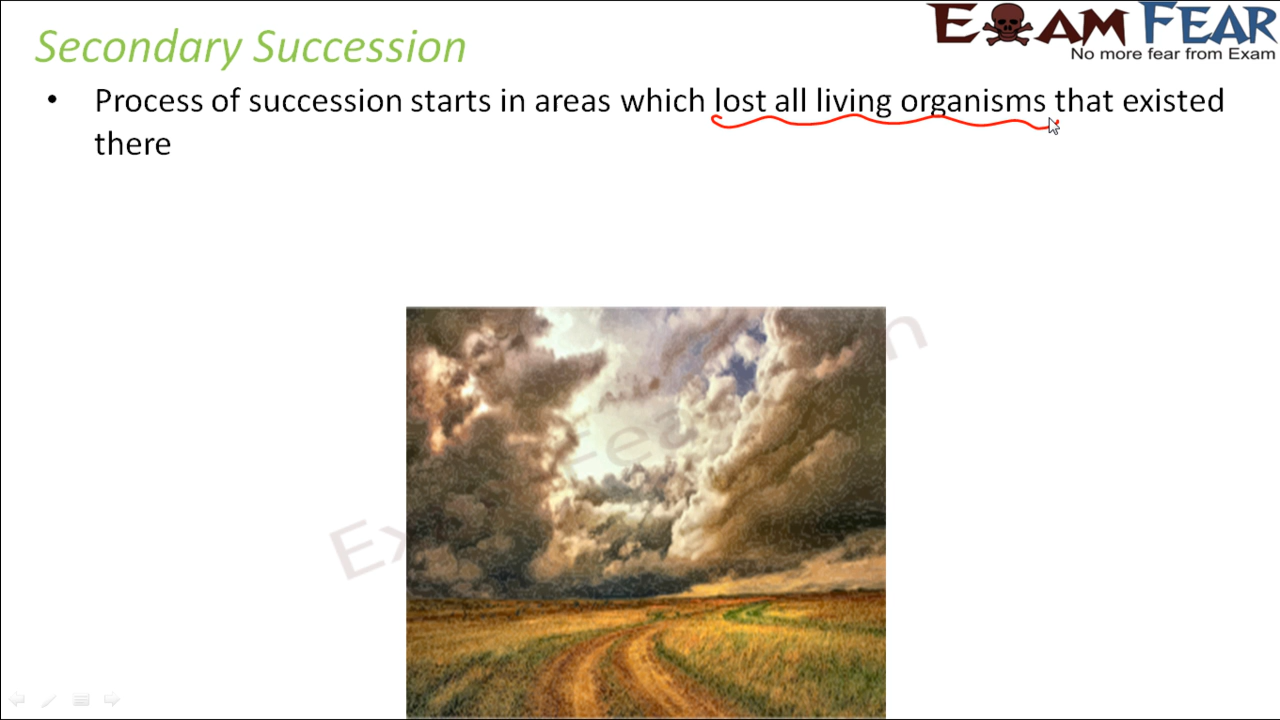 Secondary Succession
EXAM FEAR
No more fear from Exam
• Process of succession starts in areas which lost all living organisms that existed
there